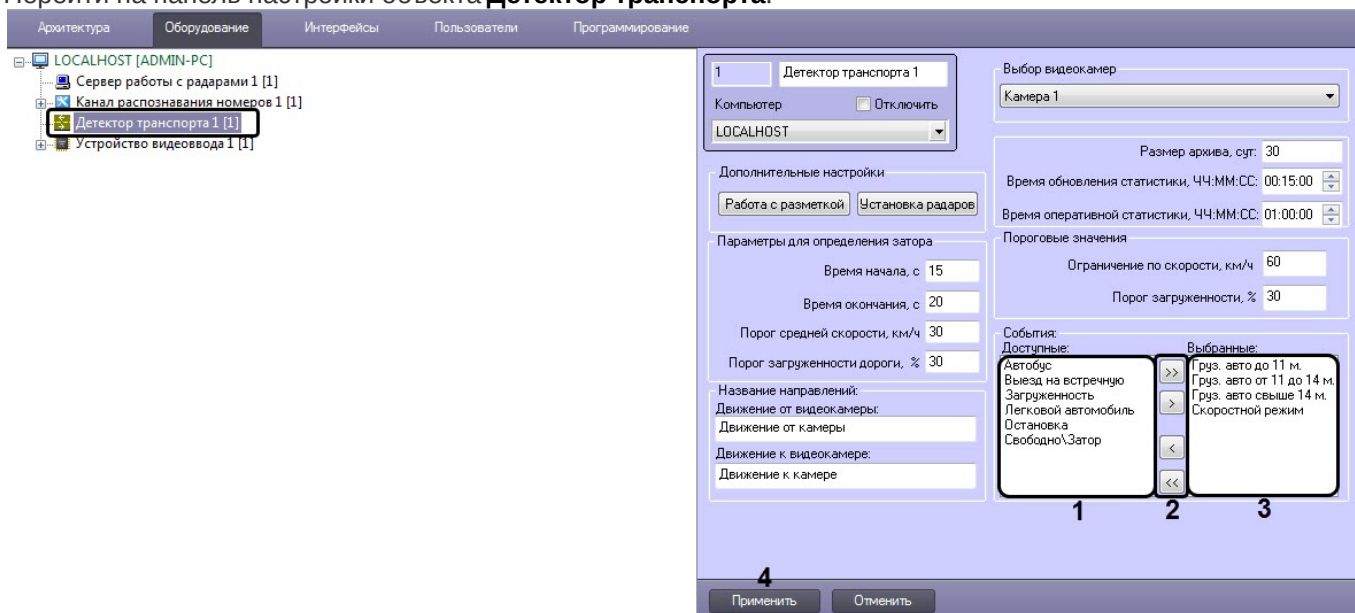 Перейти на панель настройки объекта Детектор транспорта.
Архитектура Оборудование Интерфейсы Пользователи Программирование
LOCALHOST [ADMIN-PC]
Сервер работы с радарами 1 [1]
Канал распознавания номеров 1 [1]
Детектор транспорта 1 [1]
Устройство видеоввода 1 [1]
1 Детектор транспорта 1
Компьютер Отключить
LOCALHOST
Дополнительные настройки
Работа с разметкой Установка радаров
Параметры для определения затора
Время начала, с 15
Время окончания, с 20
Порог средней скорости, км/ч 30
Порог загруженности дороги, % 30
Название направлений:
Движение от видеокамеры:
Движение от камеры
Движение к видеокамере:
Движение к камере
Выбор видеокамер
Камера 1
Размер архива, сут: 30
Время обновления статистики, ЧЧ:ММ:СС: 00:15:00
Время оперативной статистики, ЧЧ:ММ:СС: 01:00:00
Пороговые значения
Ограничение по скорости, км/ч 60
Порог загруженности, % 30
События:
Доступные: Выбранные:
Автобус
Выезд на встречную
Загруженность
Легковой автомобиль
Остановка
Свободно\Затор
>>
>
<
<<
Груз. авто до 11 м.
Груз. авто от 11 до 14 м.
Груз. авто свыше 14 м.
Скоростной режим
1 2 3
4
Применить Отменить